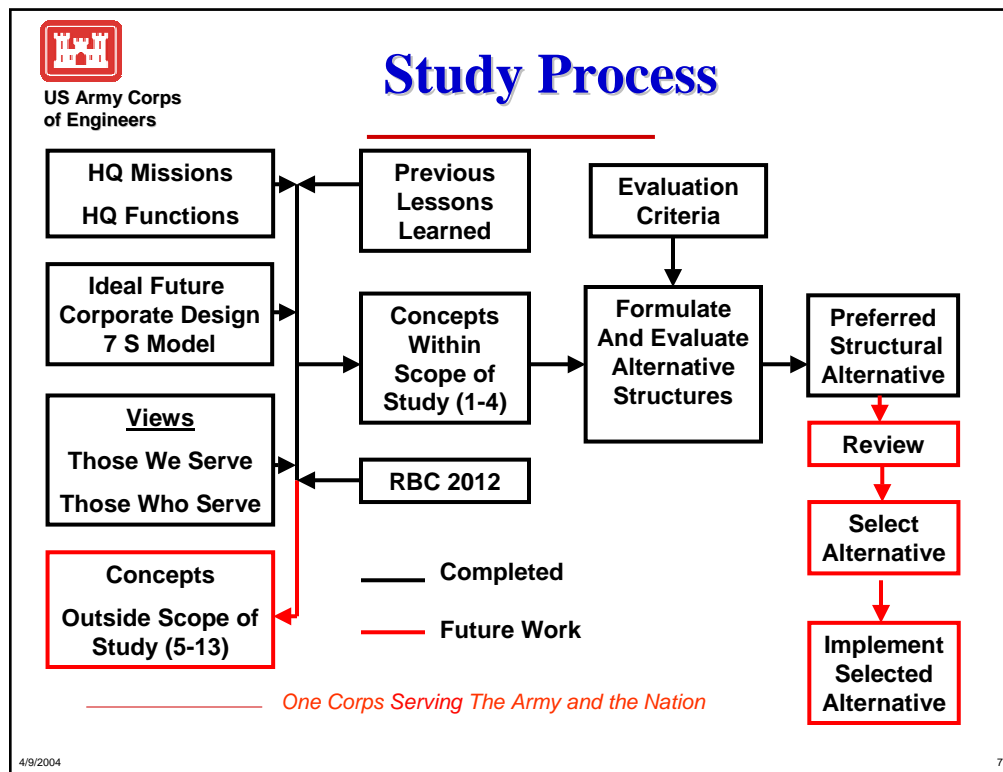 US Army Corps
of Engineers
Study Process
HQ Missions
HQ Functions
Previous
Lessons
Learned
Evaluation
Criteria
Ideal Future
Corporate Design
7 S Model
Concepts
Within
Scope of
Study (1-4)
Formulate
And Evaluate
Alternative
Structures
Preferred
Structural
Alternative
Views
Those We Serve
Those Who Serve
RBC 2012
Review
Select
Alternative
Concepts
Outside Scope of
Study (5-13)
Completed
Future Work
Implement
Selected
Alternative
One Corps Serving The Army and the Nation
4/9/2004
7